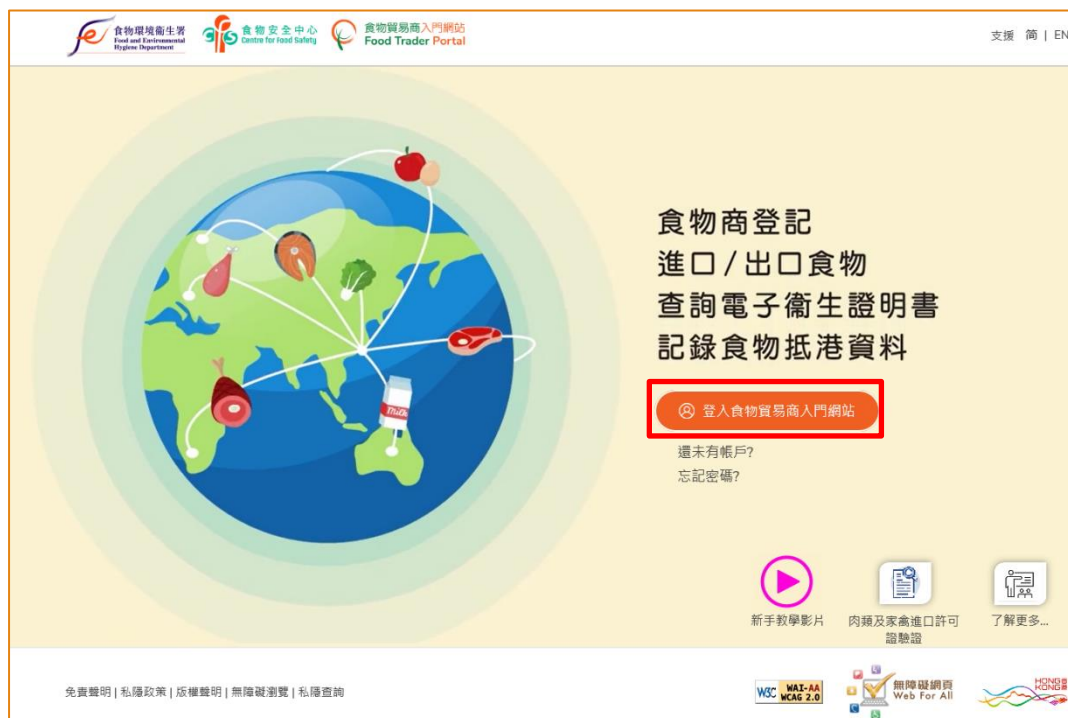 食物環境衞生署
Food and Environmental
Hygiene Department
食物安全中心
Centre for Food Safety
食物貿易商入門網站
Food Trader Portal
支援 简 | EN
食物商登記
進口/出口食物
查詢電子衞生證明書
記錄食物抵港資料
登入食物貿易商入門網站
還未有帳戶?
忘記密碼?
Milk
新手教學影片
肉類及家禽進口許可
證驗證
了解更多...
免責聲明 | 私隱政策 | 版權聲明 | 無障礙瀏覽 | 私隱查詢
W3C WAI-AA
WCAG 2.0
無障礙網頁
Web For All
HONG
KONG